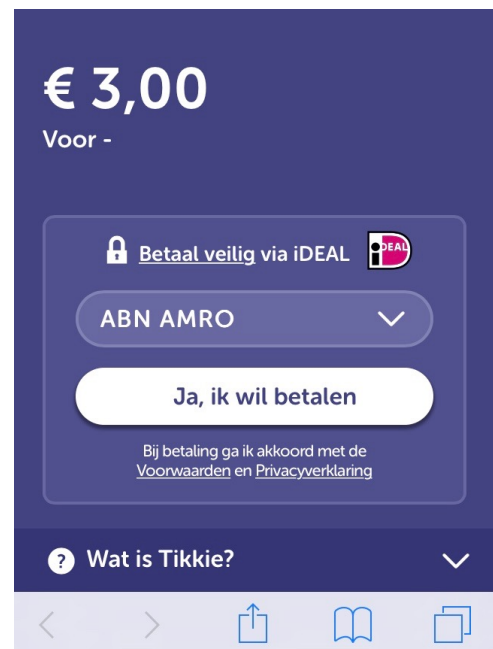 € 3,00
Voor -
Betaal veilig via iDEAL
iDEAL
ABN AMRO
Ja, ik wil betalen
Bij betaling ga ik akkoord met de
Voorwaarden en Privacyverklaring
? Wat is Tikkie?